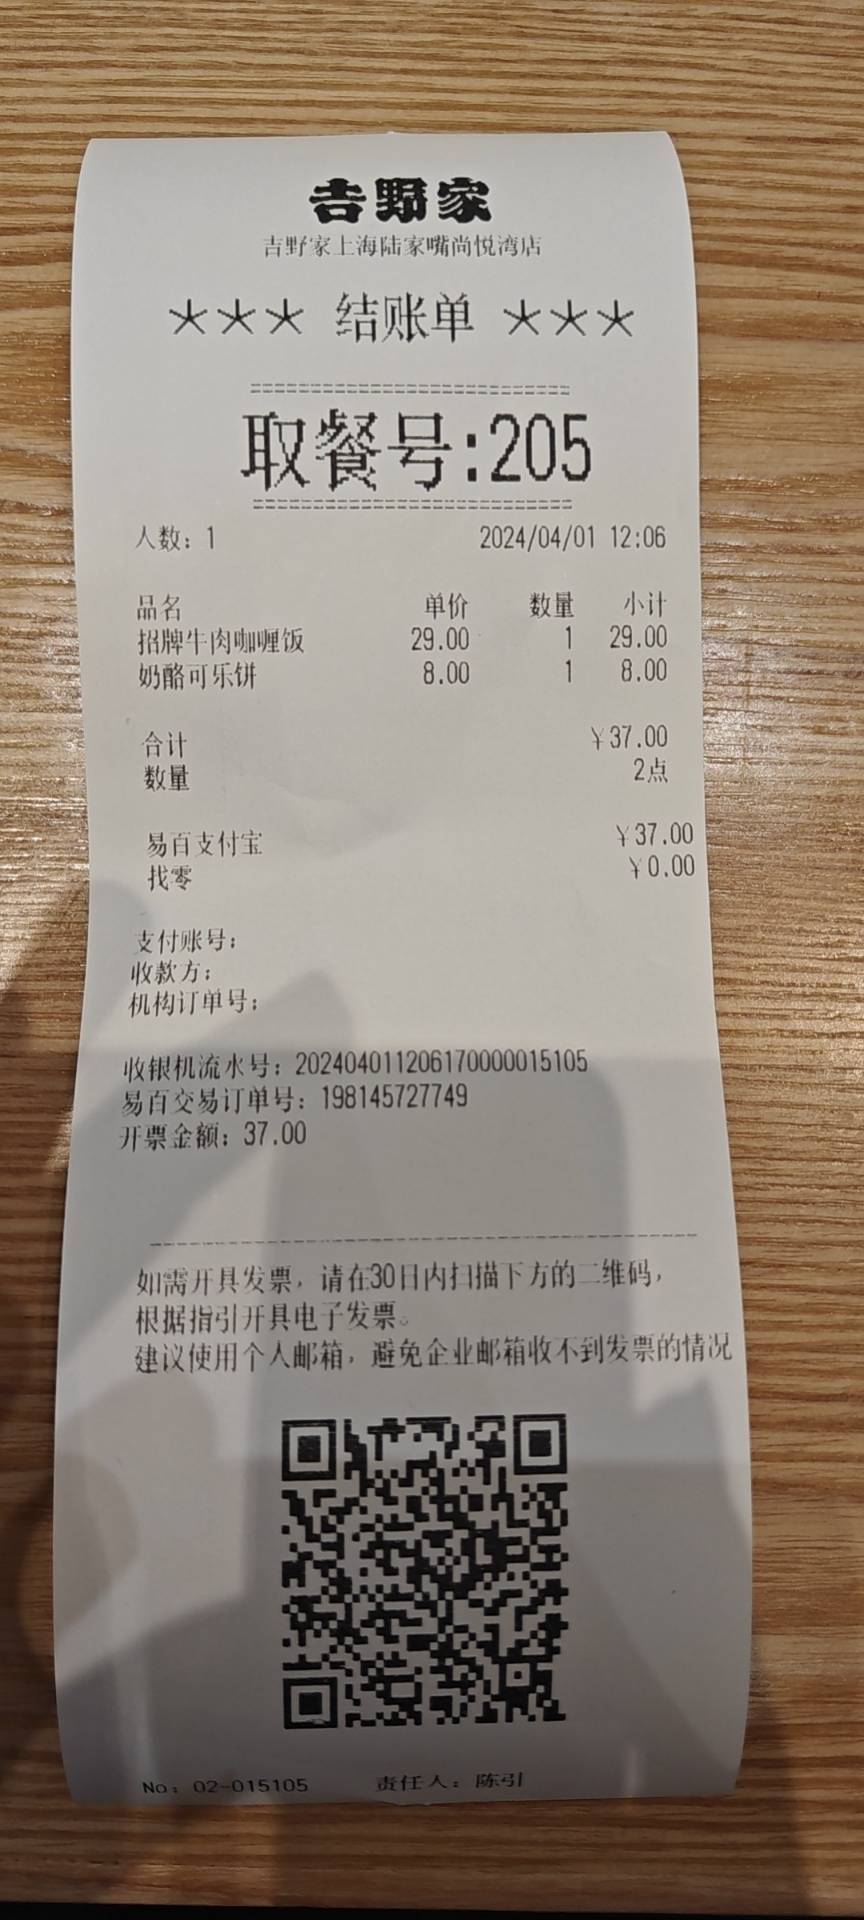 吉野家
吉野家上海陆家嘴尚悦湾店
*** 结账单 ***
==============================
取餐号:205
==============================
人数: 1 2024/04/01 12:06
品名 单价 数量 小计
招牌牛肉咖喱饭 29.00 1 29.00
奶酪可乐饼 8.00 1 8.00
合计 ¥37.00
数量 2点
易百支付宝 ¥37.00
找零 ¥0.00
支付账号:
收款方:
机构订单号:
收银机流水号: 202404011206170000015105
易百交易订单号: 198145727749
开票金额: 37.00
--------------------------------
如需开具发票, 请在30日内扫描下方的二维码,
根据指引开具电子发票。
建议使用个人邮箱, 避免企业邮箱收不到发票的情况
No: 02-015105 责任人: 陈引